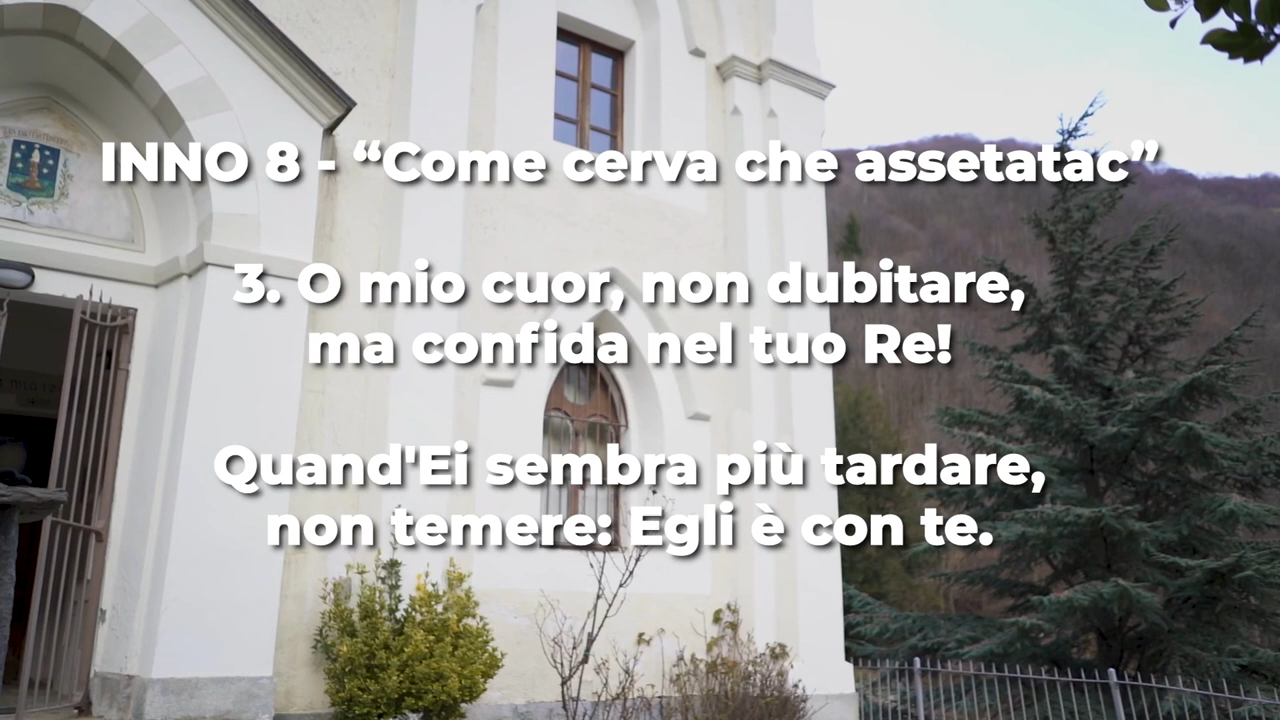 INNO 8 - “Come cerva che assetatac”
3. O mio cuor, non dubitare,
ma confida nel tuo Re!
Quand'Ei sembra più tardare,
non temere: Egli è con te.